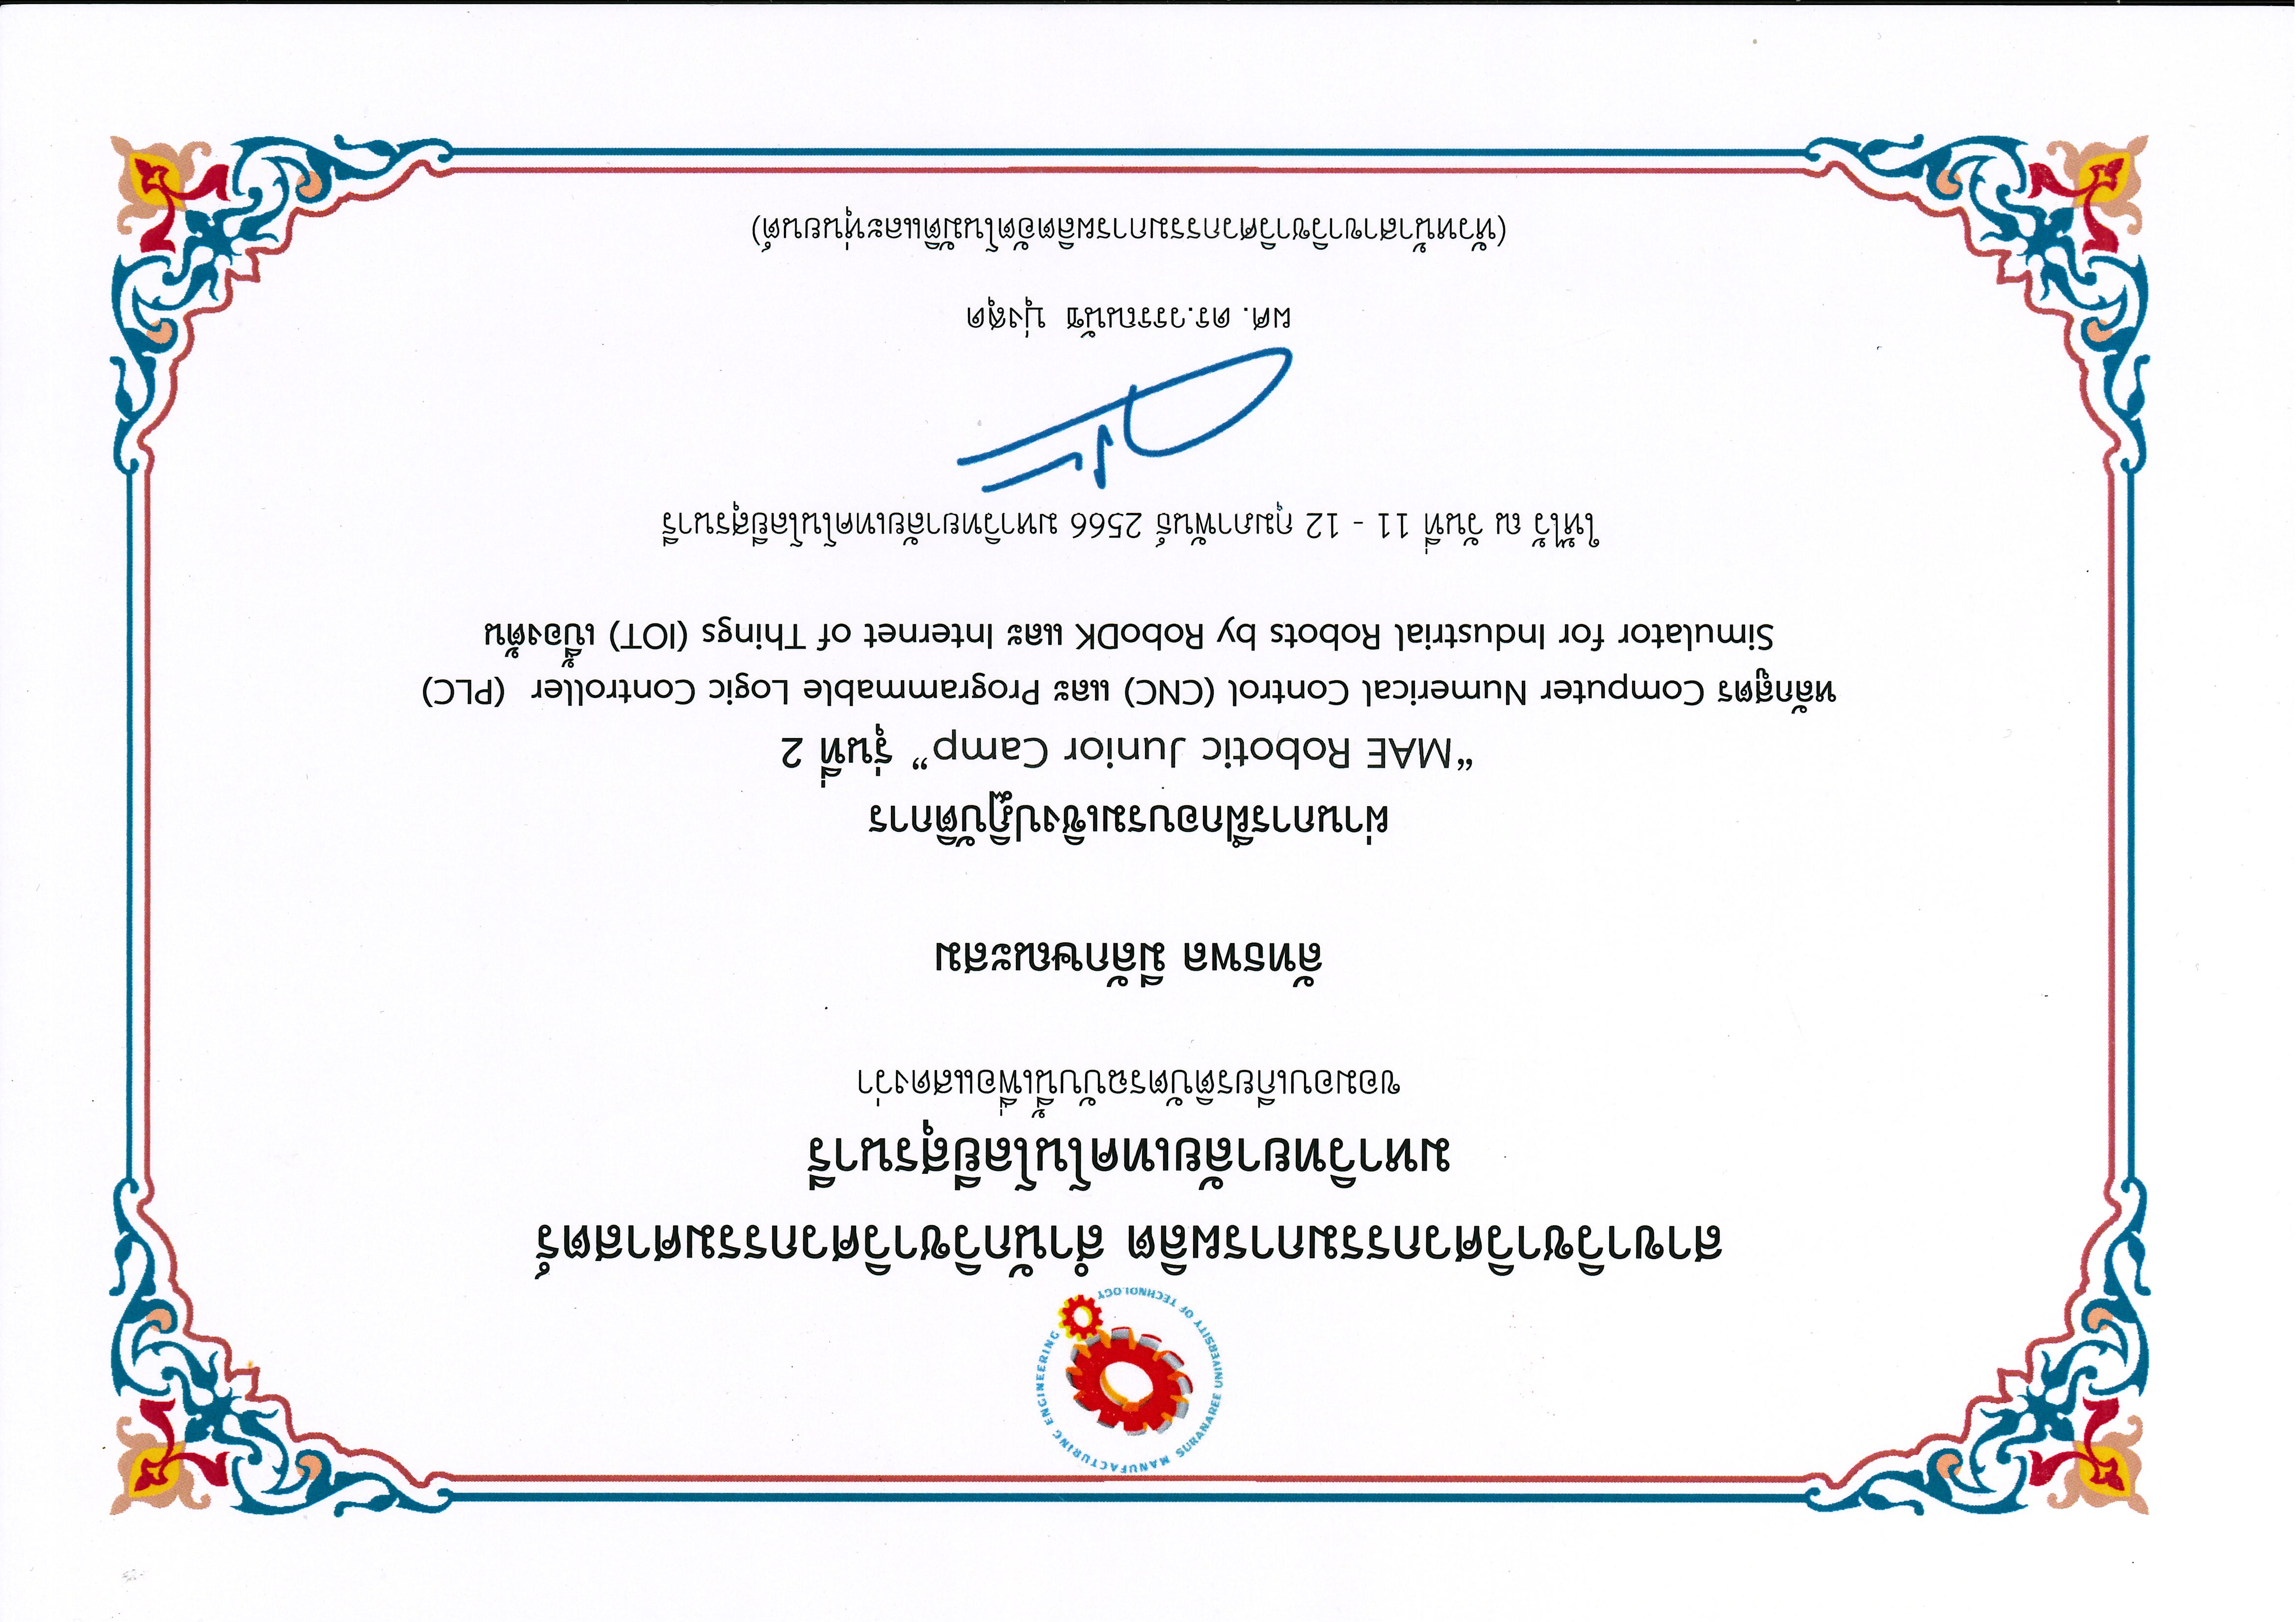 SURANAREE UNIVERSITY OF TECHNOLOGY
MANUFACTURING ENGINEERING
สาขาวิชาวิศวกรรมการผลิต สำนักวิชาวิศวกรรมศาสตร์
มหาวิทยาลัยเทคโนโลยีสุรนารี
ขอมอบเกียรติบัตรฉบับนี้เพื่อแสดงว่า
ลัทธพล มีลักษณะสม
ผ่านการฝึกอบรมเชิงปฏิบัติการ
“MAE Robotic Junior Camp” รุ่นที่ 2
หลักสูตร Computer Numerical Control (CNC) และ Programmable Logic Controller (PLC)
Simulator for Industrial Robots by RoboDK และ Internet of Things (IOT) เบื้องต้น
ให้ไว้ ณ วันที่ 11 - 12 กุมภาพันธ์ 2566 มหาวิทยาลัยเทคโนโลยีสุรนารี
ผศ. ดร.วรรณนัช บุ่งสุด
(หัวหน้าสาขาวิชาวิศวกรรมการผลิตอัตโนมัติและหุ่นยนต์)